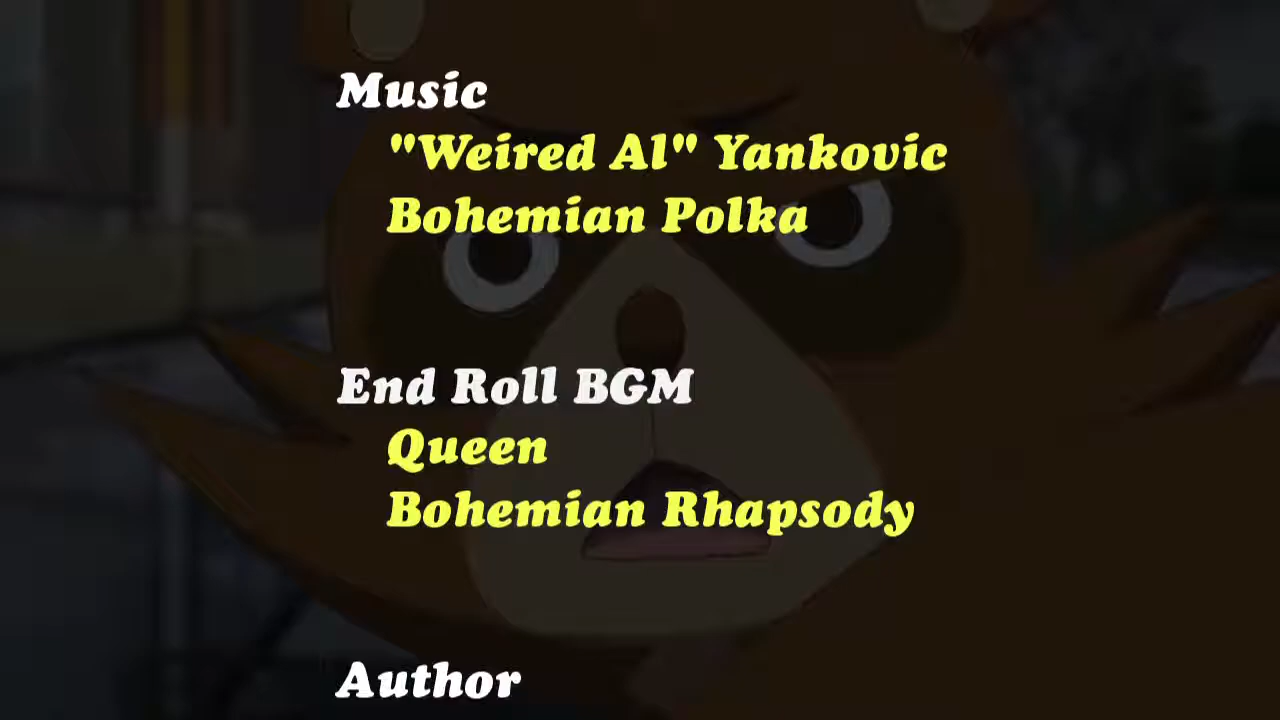 Music
"Weired Al" Yankovic
Bohemian Polka
End Roll BGM
Queen
Bohemian Rhapsody
Author